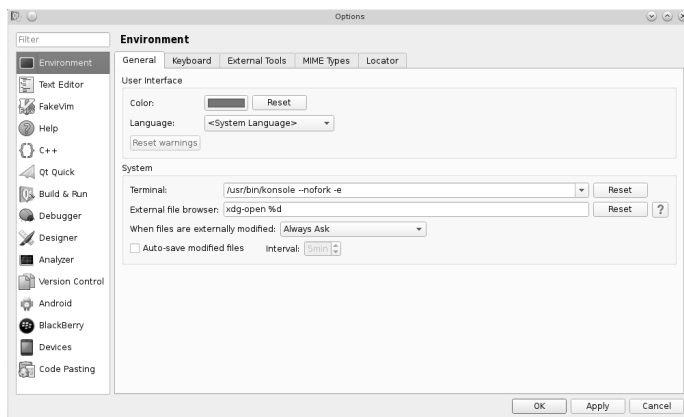 Options
Filter
Environment
Text Editor
FakeVim
Help
C++
Qt Quick
Build & Run
Debugger
Designer
Analyzer
Version Control
Android
BlackBerry
Devices
Code Pasting
Environment
General Keyboard External Tools MIME Types Locator
User Interface
Color: Reset
Language: <System Language>
Reset warnings
System
Terminal: /usr/bin/konsole --nofork -e Reset
External file browser: xdg-open %d Reset ?
When files are externally modified: Always Ask
Auto-save modified files Interval: 5min
OK Apply Cancel